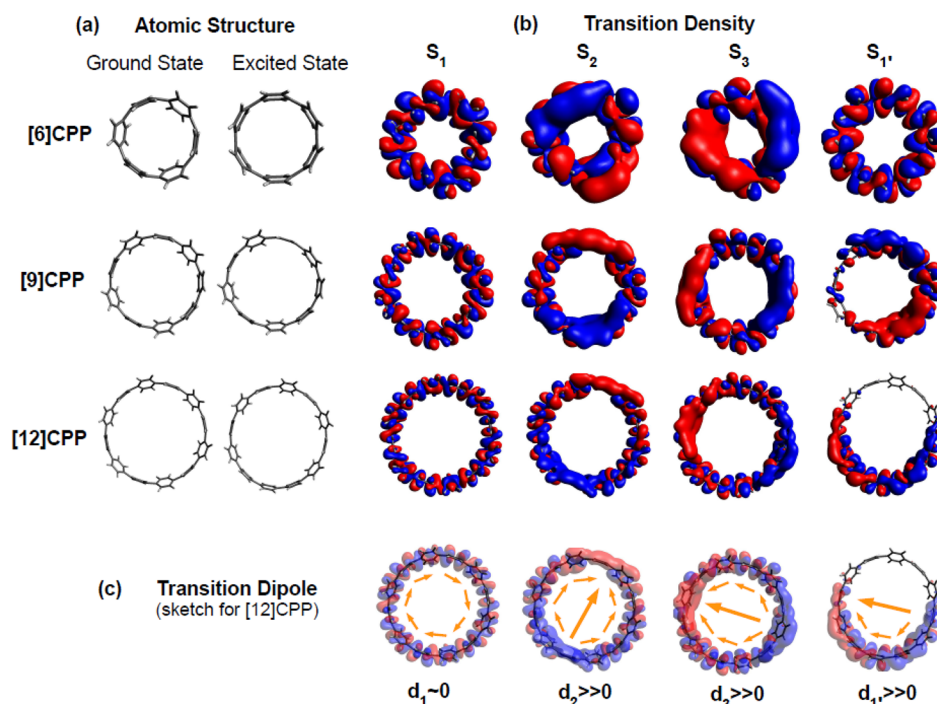 (a) Atomic Structure (b) Transition Density
Ground State Excited State S1 S2 S3 S1'
[6]CPP
[9]CPP
[12]CPP
(c) Transition Dipole
(sketch for [12]CPP)
d1~0 d2>>0 d3>>0 d1'>>0